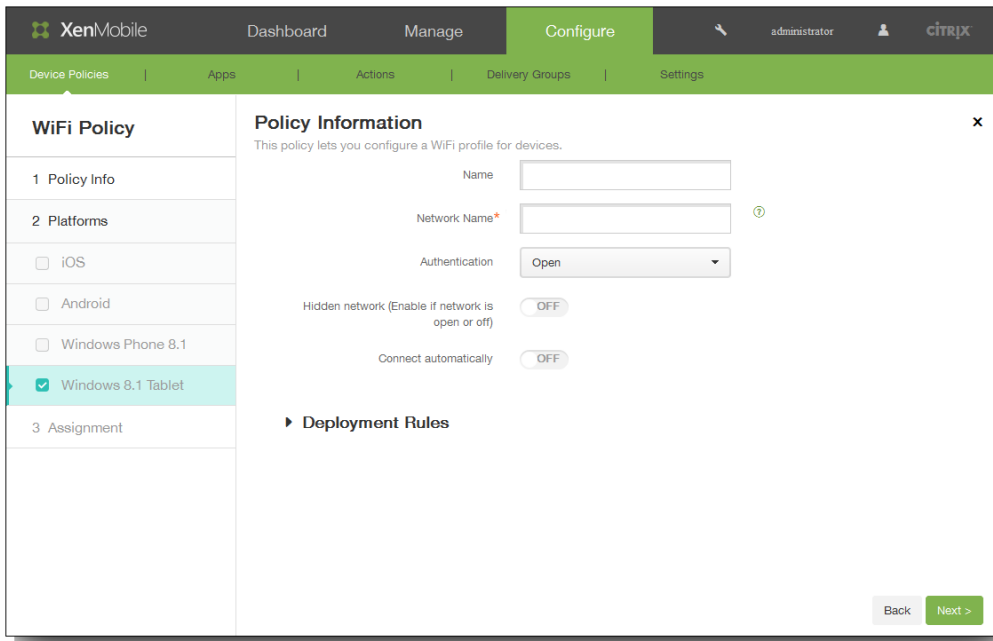 XenMobile Dashboard Manage Configure administrator CITRIX
Device Policies | Apps | Actions | Delivery Groups | Settings
WiFi Policy
1 Policy Info
2 Platforms
iOS
Android
Windows Phone 8.1
Windows 8.1 Tablet
3 Assignment
Policy Information
This policy lets you configure a WiFi profile for devices.
Name
Network Name*
Authentication Open
Hidden network (Enable if network is
open or off) OFF
Connect automatically OFF
Deployment Rules
Back Next >